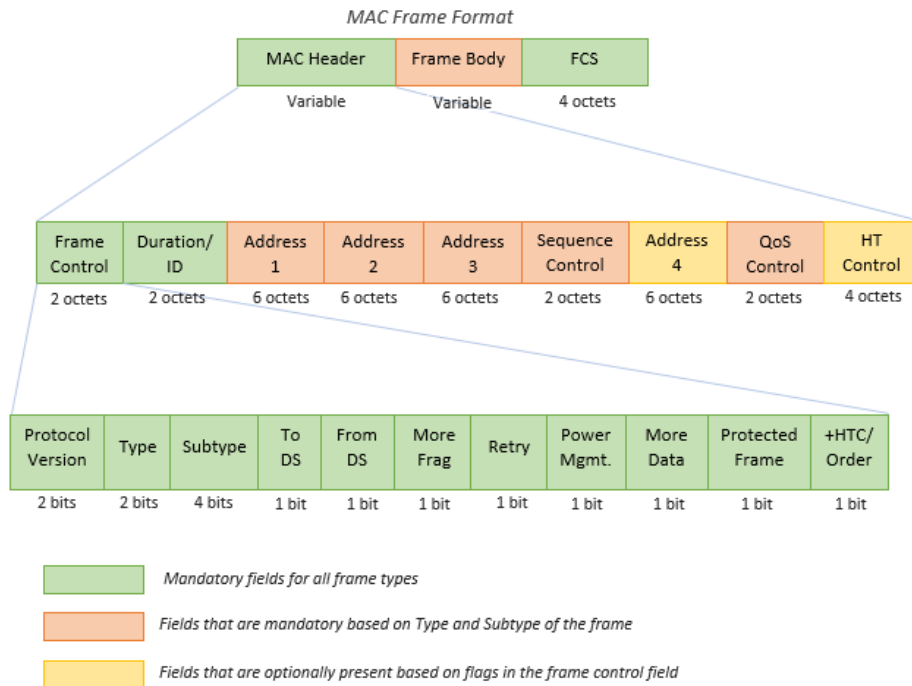 MAC Frame Format
MAC Header Frame Body FCS
Variable Variable 4 octets
Frame Control Duration/ ID Address 1 Address 2 Address 3 Sequence Control Address 4 QoS Control HT Control
2 octets 2 octets 6 octets 6 octets 6 octets 2 octets 6 octets 2 octets 4 octets
Protocol Version Type Subtype To DS From DS More Frag Retry Power Mgmt. More Data Protected Frame +HTC/ Order
2 bits 2 bits 4 bits 1 bit 1 bit 1 bit 1 bit 1 bit 1 bit 1 bit 1 bit
Mandatory fields for all frame types
Fields that are mandatory based on Type and Subtype of the frame
Fields that are optionally present based on flags in the frame control field